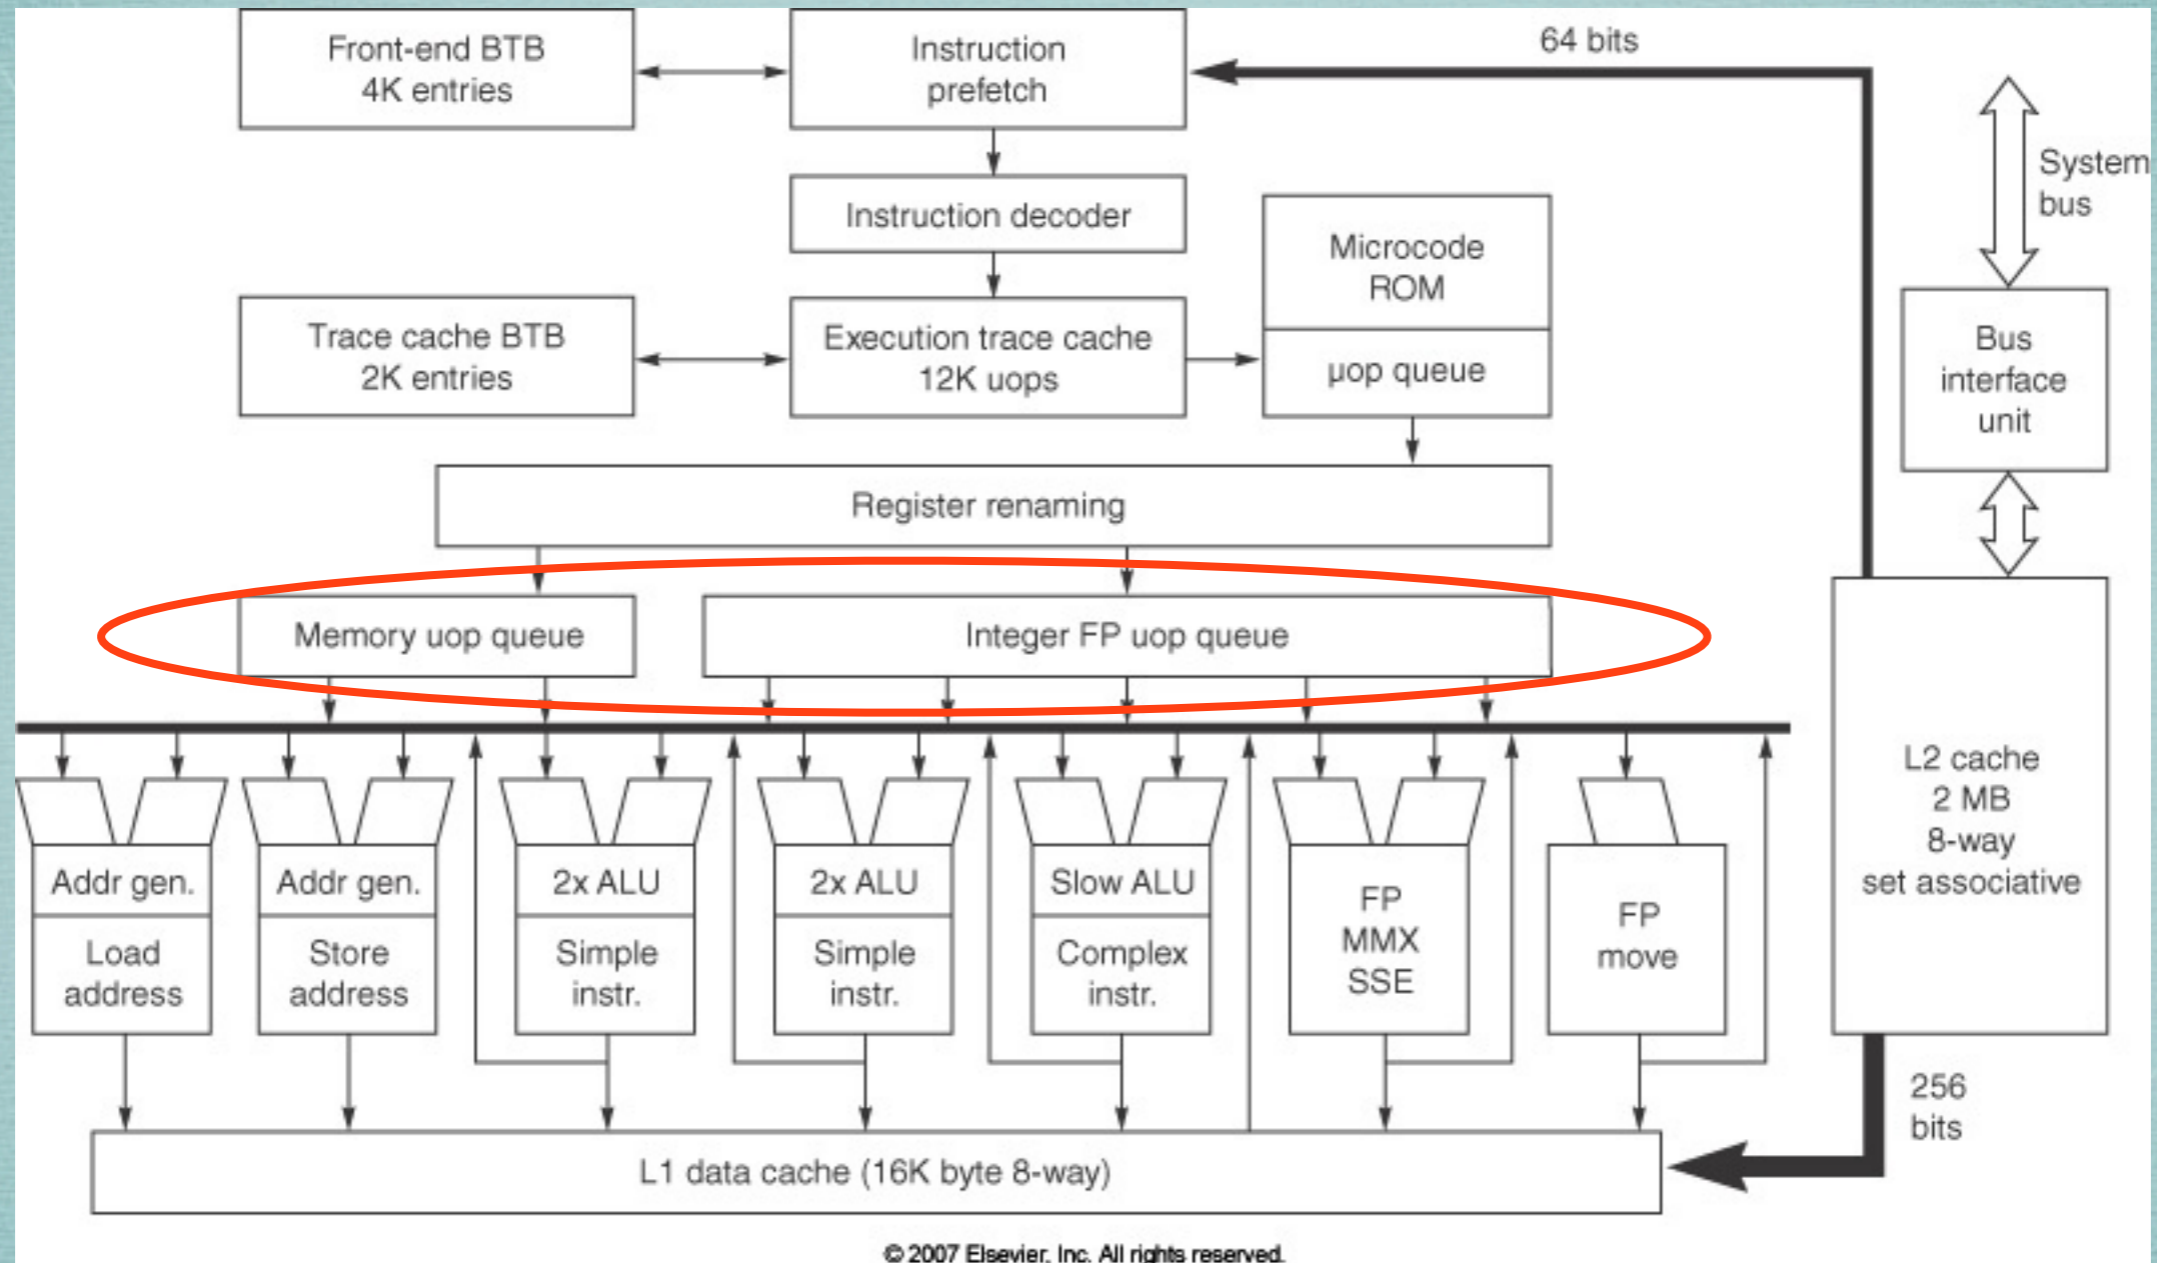 Front-end BTB
4K entries
Instruction
prefetch
64 bits
System
bus
Instruction decoder
Microcode
ROM
Trace cache BTB
2K entries
Execution trace cache
12K uops
µop queue
Bus
interface
unit
Register renaming
Memory uop queue
Integer FP uop queue
L2 cache
2 MB
8-way
set associative
Addr gen.
Load
address
Addr gen.
Store
address
2x ALU
Simple
instr.
2x ALU
Simple
instr.
Slow ALU
Complex
instr.
FP
MMX
SSE
FP
move
256
bits
L1 data cache (16K byte 8-way)
© 2007 Elsevier, Inc. All rights reserved.